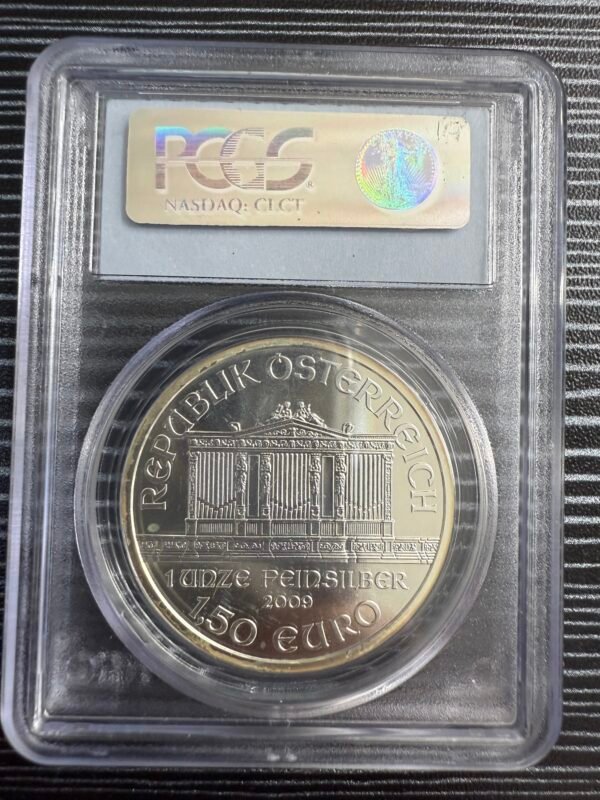 PCGS®
NASDAQ: CLCT
REPUBLIK ÖSTERREICH
1 UNZE FEINSILBER
2009
1,50 EURO